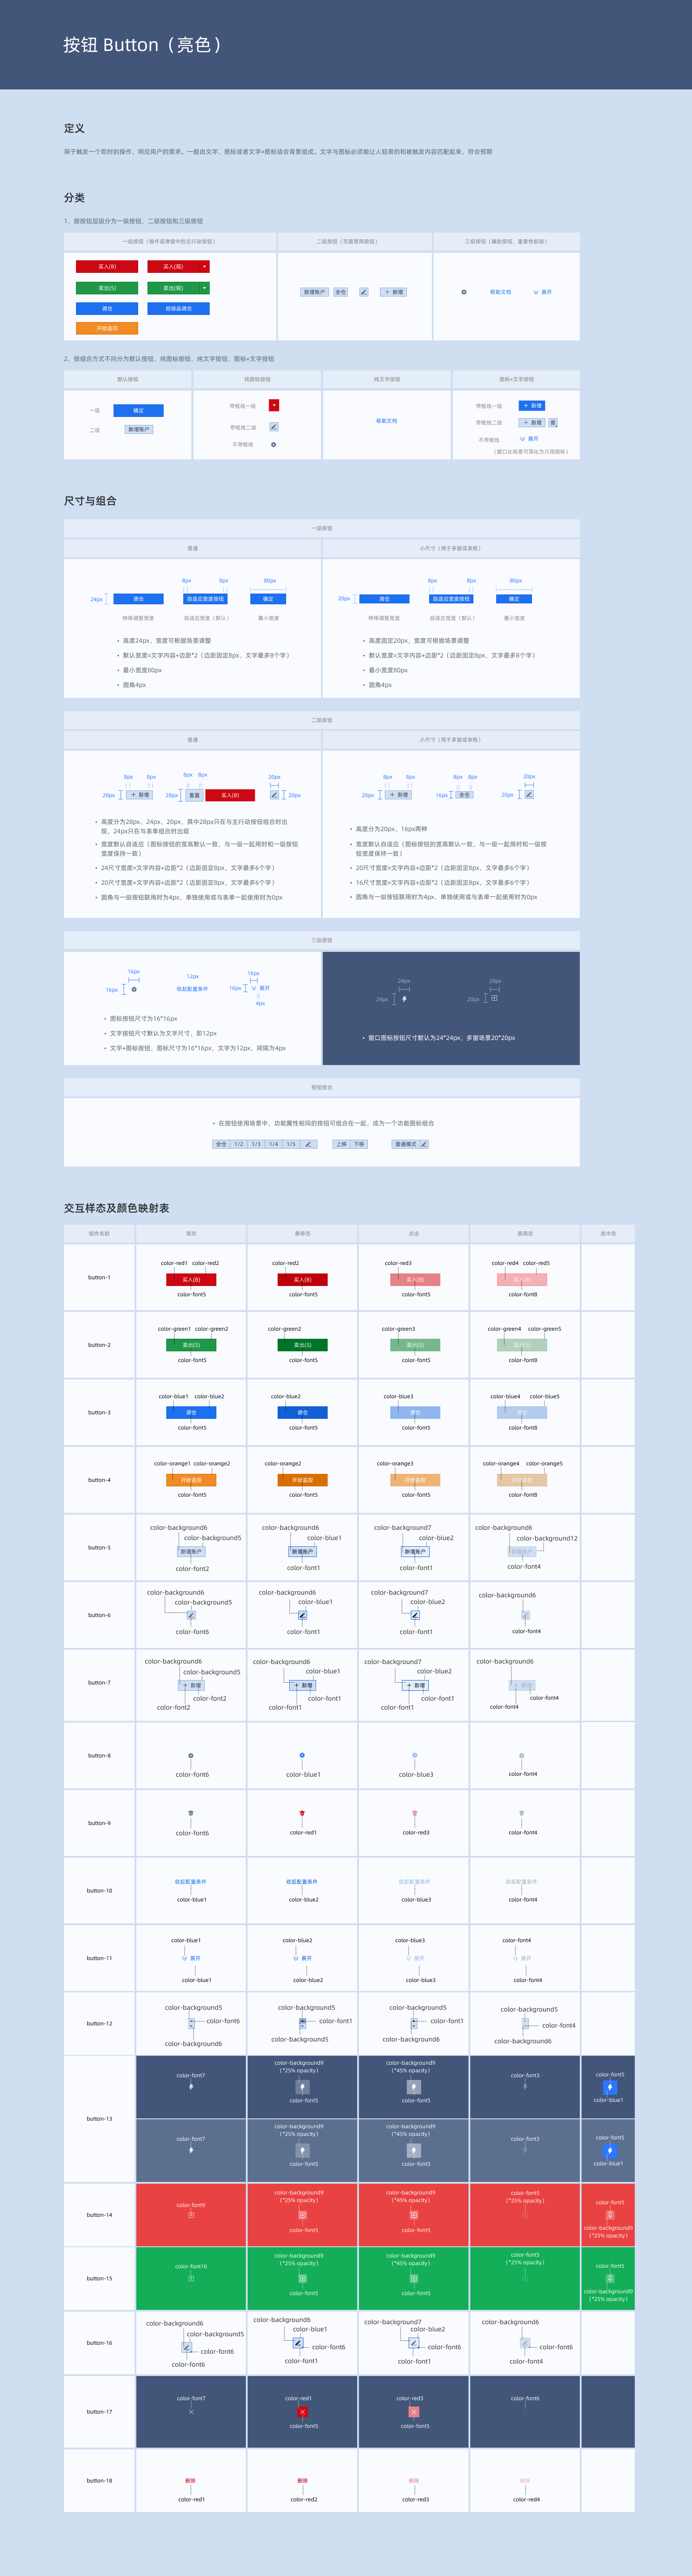 按钮 Button（亮色）
定义
用于触发一个即时的操作，响应用户的需求。一般由文字、图标或者文字+图标结合背景组成。文字与图标必须能让人轻易的和被触发内容匹配起来，符合预期
分类
1、按按钮层级分为一级按钮、二级按钮和三级按钮
一级按钮（操作或弹窗中的主行动按钮） 二级按钮（页面常用按钮） 三级按钮（辅助按钮，重要性较弱）
买入(B) 买入(现)
卖出(S) 卖出(现) 新增账户 全仓 + 新增 帮助文档 展开
调仓 担保品调仓
开始监控
2、按组合方式不同分为默认按钮、纯图标按钮、纯文字按钮、图标+文字按钮
默认按钮 纯图标按钮 纯文字按钮 图标+文字按钮
一级 确定 带框线一级 帮助文档 带框线一级 + 新增
二级 新增账户 带框线二级 带框线二级 + 新增
不带框线 不带框线 展开
（窗口化场景可简化为只用图标）
尺寸与组合
一级按钮
普通 小尺寸（用于多窗或表格）
8px 8px 80px 8px 8px 80px
24px 调仓 自适应宽度按钮 确定 20px 调仓 自适应宽度按钮 确定
特殊调整宽度 自适应宽度（默认） 最小宽度 特殊调整宽度 自适应宽度（默认） 最小宽度
• 高度24px，宽度可根据场景调整 • 高度固定20px，宽度可根据场景调整
• 默认宽度=文字内容+边距*2（边距固定8px，文字最多8个字） • 默认宽度=文字内容+边距*2（边距固定8px，文字最多8个字）
• 最小宽度80px • 最小宽度80px
• 圆角4px • 圆角4px
二级按钮
普通 小尺寸（用于多窗或表格）
8px 8px 8px 8px 20px 8px 8px 8px 8px 20px
20px + 新增 28px 重置 买入(B) 20px 20px + 新增 16px 全仓 20px
• 高度分为28px、24px、20px，其中28px只在与主行动按钮组合时出现，24px只在与表单组合时出现
• 宽度默认自适应（图标按钮的宽高默认一致，与一级一起用时和一级按钮宽度保持一致）
• 24尺寸宽度=文字内容+边距*2（边距固定8px，文字最多6个字）
• 20尺寸宽度=文字内容+边距*2（边距固定8px，文字最多6个字）
• 圆角与一级按钮联用时为4px，单独使用或与表单一起使用时为0px
• 高度分为20px、16px两种
• 宽度默认自适应（图标按钮的宽高默认一致，与一级一起用时和一级按钮宽度保持一致）
• 20尺寸宽度=文字内容+边距*2（边距固定8px，文字最多6个字）
• 16尺寸宽度=文字内容+边距*2（边距固定8px，文字最多6个字）
• 圆角与一级按钮联用时为4px，单独使用或与表单一起使用时为0px
三级按钮
16px 12px 16px 24px 20px
16px 收起配置条件 16px 展开 24px 20px
4px
• 图标按钮尺寸为16*16px
• 文字按钮尺寸默认为文字尺寸，即12px
• 文字+图标按钮，图标尺寸为16*16px，文字为12px，间隔为4px
• 窗口图标按钮尺寸默认为24*24px，多窗场景20*20px
按钮组合
• 在按钮使用场景中，功能属性相同的按钮可组合在一起，成为一个功能图标组合
全仓 1/2 1/3 1/4 1/5 上移 下移 普通模式
交互样态及颜色映射表
组件名称 常态 悬停态 点击 禁用态 选中态
color-red1 color-red2 color-red2 color-red3 color-red4 color-red5
button-1 买入(B) 买入(B) 买入(B) 买入(B)
color-font5 color-font5 color-font5 color-font8
color-green1 color-green2 color-green2 color-green3 color-green4 color-green5
button-2 卖出(S) 卖出(S) 卖出(S) 卖出(S)
color-font5 color-font5 color-font5 color-font8
color-blue1 color-blue2 color-blue2 color-blue3 color-blue4 color-blue5
button-3 调仓 调仓 调仓 调仓
color-font5 color-font5 color-font5 color-font8
color-orange1 color-orange2 color-orange2 color-orange3 color-orange4 color-orange5
button-4 开始监控 开始监控 开始监控 开始监控
color-font5 color-font5 color-font5 color-font8
color-background6 color-background6 color-background7 color-background6
color-background5 color-blue1 color-blue2 color-background12
button-5 新增账户 新增账户 新增账户 新增账户
color-font2 color-font1 color-font1 color-font4
color-background6 color-background6 color-background7 color-background6
color-background5 color-blue1 color-blue2
button-6
color-font6 color-font1 color-font1 color-font4
color-background6 color-background6 color-background7 color-background6
color-background5 color-blue1 color-blue2
button-7 + 新增 + 新增 + 新增 + 新增
color-font2 color-font1 color-font1 color-font4
color-font2 color-font1 color-font1 color-font4
button-8
color-font6 color-blue1 color-blue3 color-font4
button-9
color-font6 color-red1 color-red3 color-font4
button-10 收起配置条件 收起配置条件 收起配置条件 收起配置条件
color-blue1 color-blue2 color-blue3 color-font4
color-blue1 color-blue2 color-blue3 color-font4
button-11 展开 展开 展开 展开
color-blue1 color-blue2 color-blue3 color-font4
color-background5 color-background5 color-background5 color-background5
button-12 color-font6 color-font1 color-font1 color-font4
color-background6 color-background5 color-background6 color-background6
color-font7 color-background9 color-background9 color-font3 color-font5
(*25% opacity) (*45% opacity)
color-font5 color-font5 color-blue1
button-13
color-font7 color-background9 color-background9 color-font3 color-font5
(*25% opacity) (*45% opacity)
color-font5 color-font5 color-blue1
color-font9 color-background9 color-background9 color-font5 color-font5
(*25% opacity) (*45% opacity) (*25% opacity)
button-14
color-font5 color-font5 color-background9
(*25% opacity)
color-font10 color-background9 color-background9 color-font5 color-font5
(*25% opacity) (*45% opacity) (*25% opacity)
button-15
color-font5 color-font5 color-background9
(*25% opacity)
color-background6 color-background6 color-background7 color-background6
color-background5 color-blue1 color-blue2
button-16 color-font6 color-font6 color-font6 color-font6
color-font6 color-font1 color-font1 color-font4
color-font7 color-red1 color-red3 color-font6
button-17
color-font5 color-font5
button-18 删除 删除 删除 删除
color-red1 color-red2 color-red3 color-red4